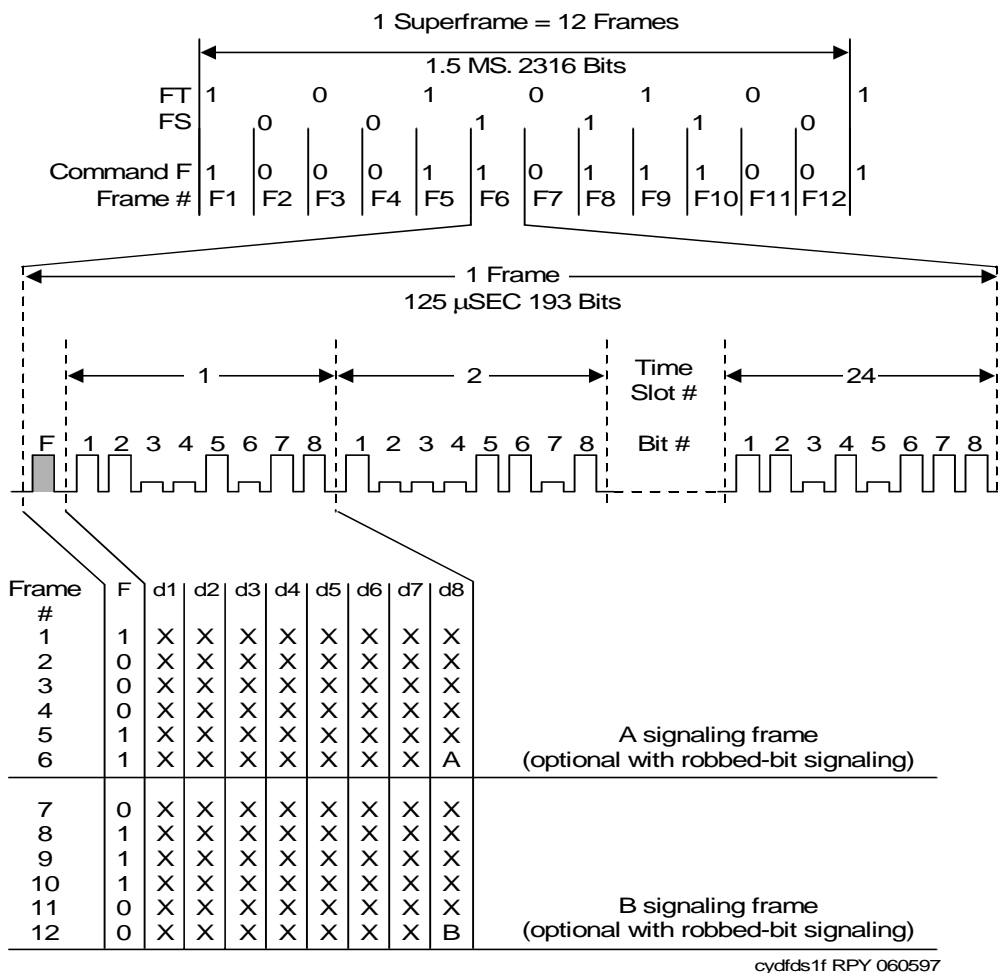 1 Superframe = 12 Frames
1.5 MS. 2316 Bits
FT 1 0 1 0 1 0 1
FS 0 0 1 1 1 0
Command F 1 0 0 0 1 1 0 1 1 1 0 0 1
Frame # F1 F2 F3 F4 F5 F6 F7 F8 F9 F10 F11 F12
1 Frame
125 μSEC 193 Bits
1 2 Time Slot # 24
F 1 2 3 4 5 6 7 8 1 2 3 4 5 6 7 8 Bit # 1 2 3 4 5 6 7 8
Frame # F d1 d2 d3 d4 d5 d6 d7 d8
1 1 X X X X X X X X
2 0 X X X X X X X X
3 0 X X X X X X X X
4 0 X X X X X X X X
5 1 X X X X X X X X A signaling frame
6 1 X X X X X X X A (optional with robbed-bit signaling)
7 0 X X X X X X X X
8 1 X X X X X X X X
9 1 X X X X X X X X
10 1 X X X X X X X X
11 0 X X X X X X X X B signaling frame
12 0 X X X X X X X B (optional with robbed-bit signaling)
cydfds1f RPY 060597